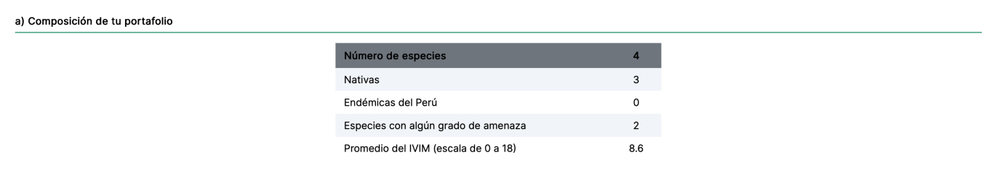 a) Composición de tu portafolio
Número de especies 4
Nativas 3
Endémicas del Perú 0
Especies con algún grado de amenaza 2
Promedio del IVIM (escala de 0 a 18) 8.6